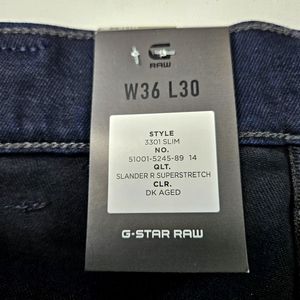 RAW
W36 L30
STYLE
3301 SLIM
NO.
51001-5245-89 14
QLT.
SLANDER R SUPERSTRETCH
CLR.
DK AGED
G-STAR RAW